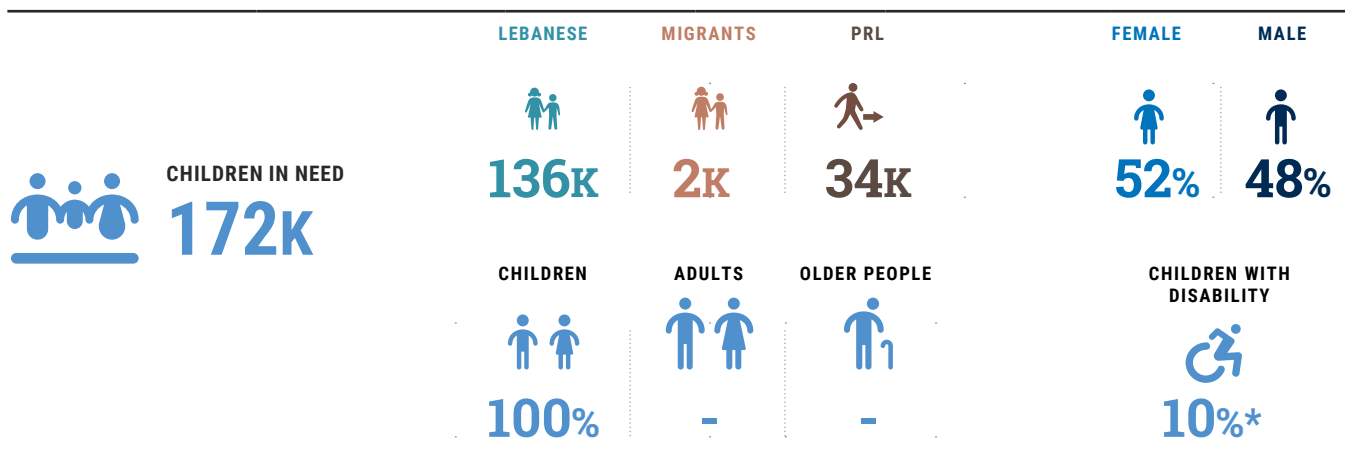 LEBANESE MIGRANTS PRL FEMALE MALE
136K 2K 34K 52% 48%
CHILDREN IN NEED
172K
CHILDREN ADULTS OLDER PEOPLE CHILDREN WITH
DISABILITY
100% - - 10%*